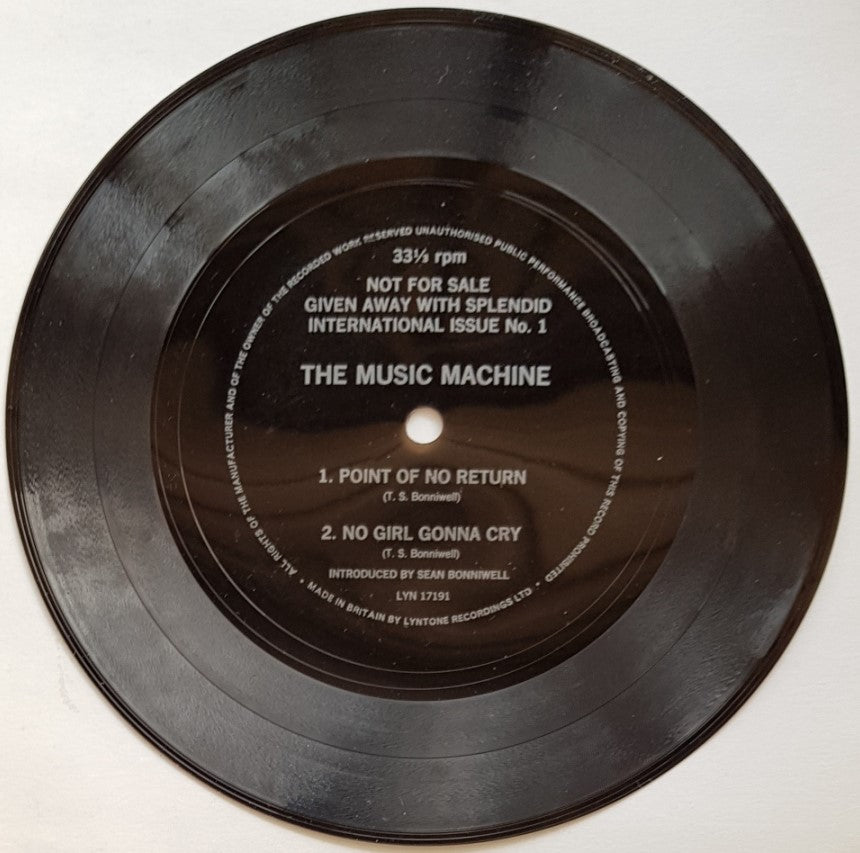 33⅓ rpm
NOT FOR SALE
GIVEN AWAY WITH SPLENDID
INTERNATIONAL ISSUE No. 1
THE MUSIC MACHINE
1. POINT OF NO RETURN
(T. S. Bonniwell)
2. NO GIRL GONNA CRY
(T. S. Bonniwell)
INTRODUCED BY SEAN BONNIWELL
LYN 17191
• ALL RIGHTS OF THE MANUFACTURER AND OF THE OWNER OF THE RECORDED WORK RESERVED UNAUTHORISED PUBLIC PERFORMANCE BROADCASTING AND COPYING OF THIS RECORD PROHIBITED •
MADE IN BRITAIN BY LYNTONE RECORDINGS LTD